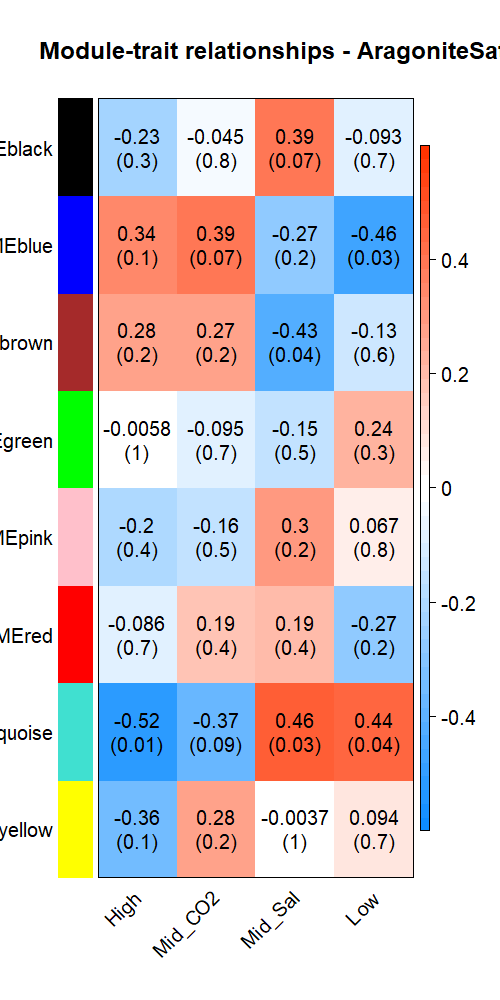 Module-trait relationships - AragoniteSat
Eblack
-0.23 -0.045 0.39 -0.093
(0.3) (0.8) (0.07) (0.7)
MEblue
0.34 0.39 -0.27 -0.46
(0.1) (0.07) (0.2) (0.03)
brown
0.28 0.27 -0.43 -0.13
(0.2) (0.2) (0.04) (0.6)
Egreen
-0.0058 -0.095 -0.15 0.24
(1) (0.7) (0.5) (0.3)
MEpink
-0.2 -0.16 0.3 0.067
(0.4) (0.5) (0.2) (0.8)
MEred
-0.086 0.19 0.19 -0.27
(0.7) (0.4) (0.4) (0.2)
quoise
-0.52 -0.37 0.46 0.44
(0.01) (0.09) (0.03) (0.04)
yellow
-0.36 0.28 -0.0037 0.094
(0.1) (0.2) (1) (0.7)
High
Mid_CO2
Mid_Sal
Low
0.4
0.2
0
-0.2
-0.4